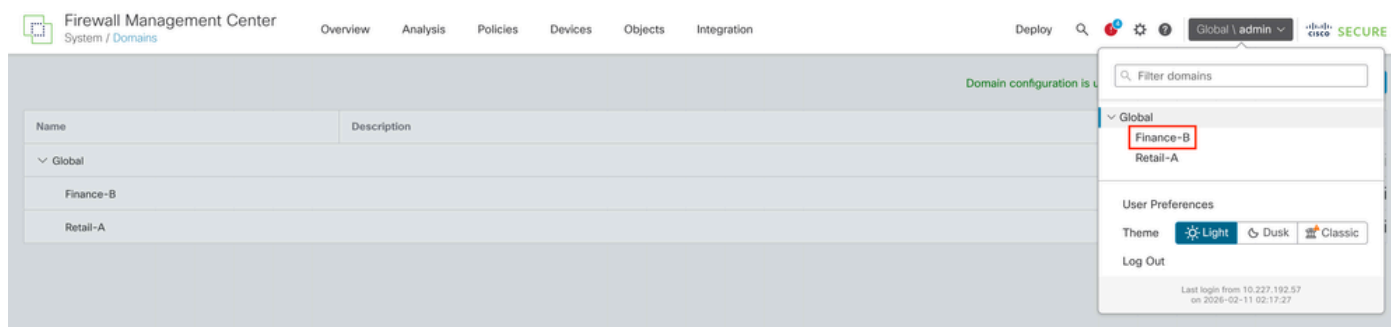 Firewall Management Center
System / Domains
Overview Analysis Policies Devices Objects Integration Deploy 4 Global \ admin cisco SECURE
Domain configuration is u
Filter domains
Name Description
Global
Finance-B
Retail-A
Global
Finance-B
Retail-A
User Preferences
Theme Light Dusk Classic
Log Out
Last login from 10.227.192.57
on 2026-02-11 02:17:27